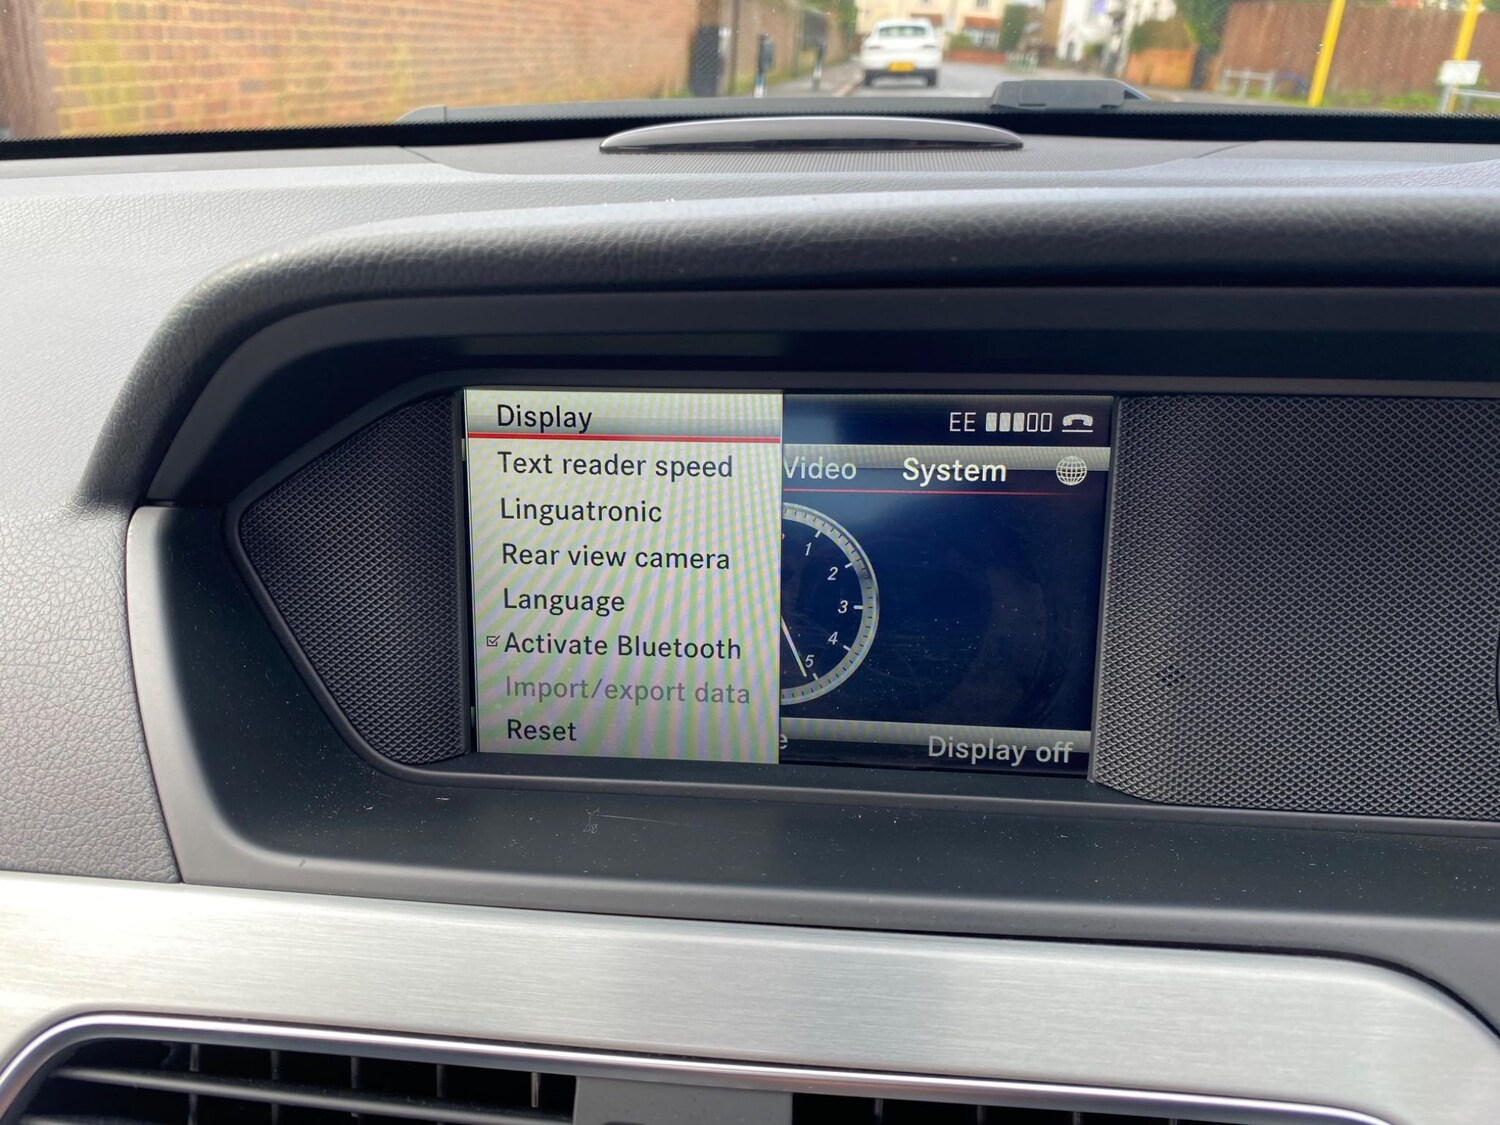 Display
Text reader speed
Linguatronic
Rear view camera
Language
Activate Bluetooth
Import/export data
Reset
EE
Video System
1
2
3
4
5
Display off